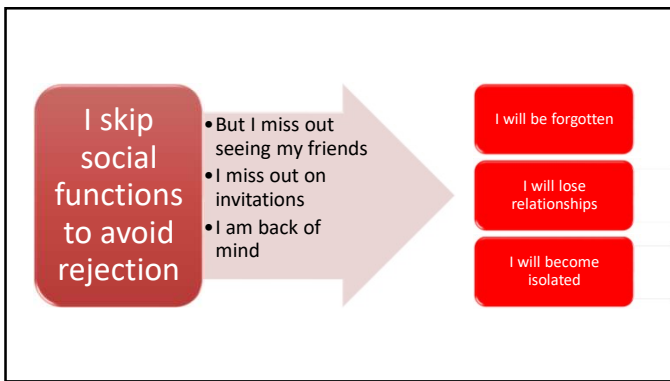 I skip
social
functions
to avoid
rejection
•But I miss out
seeing my friends
•I miss out on
invitations
•I am back of
mind
I will be forgotten
I will lose
relationships
I will become
isolated